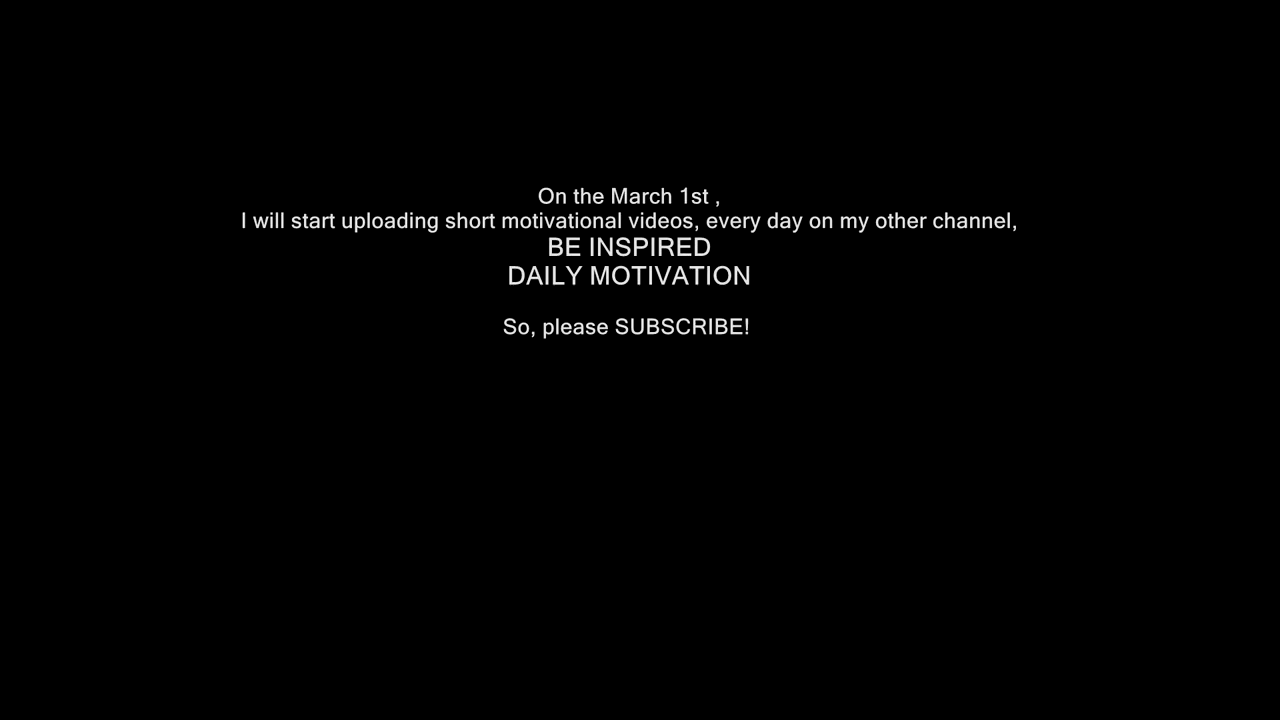 On the March 1st ,
I will start uploading short motivational videos, every day on my other channel,
BE INSPIRED
DAILY MOTIVATION
So, please SUBSCRIBE!